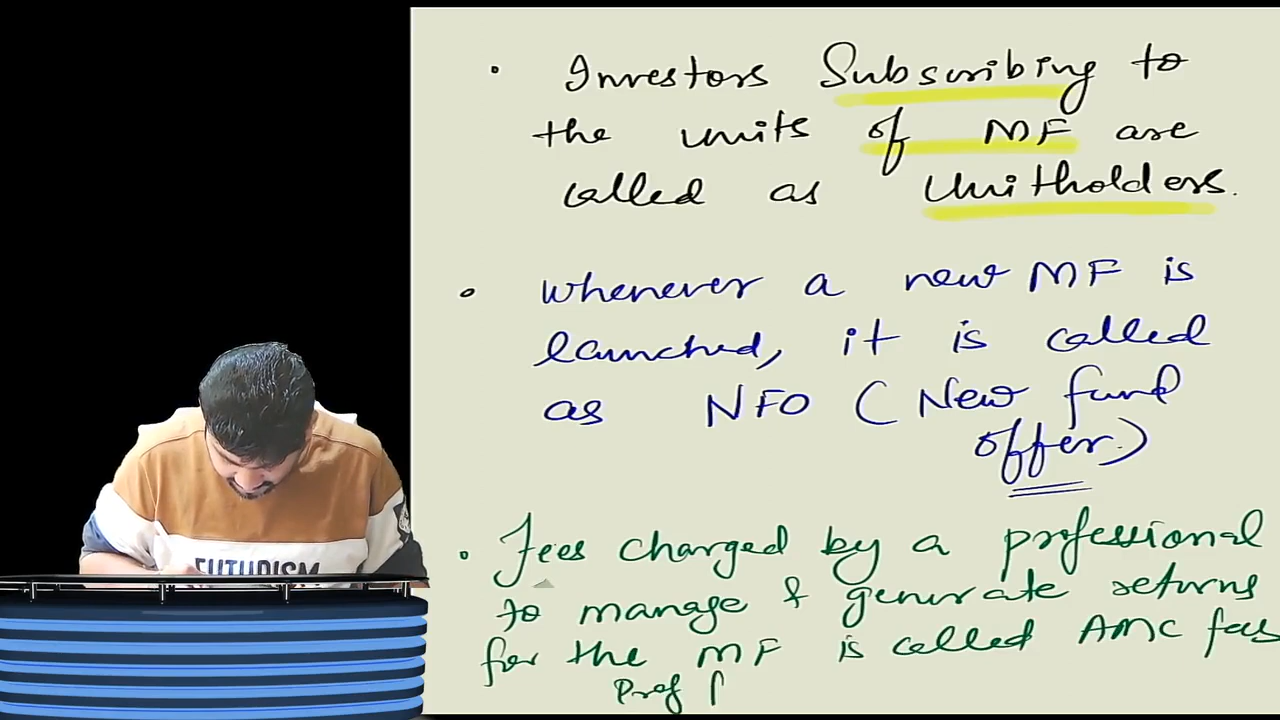 • Investors Subscribing to
the units of MF are
called as Unitholders.
• Whenever a new MF is
launched, it is called
as NFO (New fund
offer.)
• Fees charged by a professional
to manage & generate returns
for the MF is called AMC fees
Prof
FUTURISM